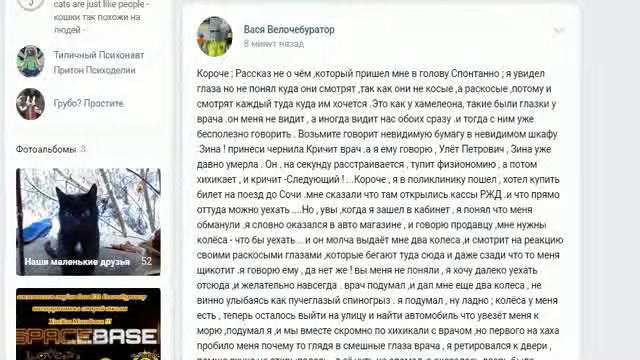 cats are just like people -
кошки так похожи на
людей -
Типичный Психонавт
Притон Психоделии
Грубо? Простите.
Фотоальбомы 3
Наши маленькие друзья 52
SPACEBASE
Вася Велочебуратор
8 минут назад
Короче ; Рассказ не о чём ,который пришел мне в голову Спонтанно ; я увидел
глаза но не понял куда они смотрят ,так как они не косые ,а раскосые ,потому и
смотрят каждый туда куда им хочется .Это как у хамелеона, такие были глазки у
врача .он меня не видит , а иногда видит нас обоих сразу .и тогда с ним уже
бесполезно говорить . Возьмите говорит невидимую бумагу в невидимом шкафу
.Зина ! принеси чернила Кричит врач .а я ему говорю , Улёт Петрович , Зина уже
давно умерла . Он , на секунду расстраивается , тупит физиономию , а потом
хихикает , и кричит -Следующий ! ...Короче , я в поликлинику пошел , хотел купить
билет на поезд до Сочи .мне сказали что там открылись кассы РЖД .и что прямо
оттуда можно уехать ....Но , увы ,когда я зашел в кабинет , я понял что меня
обманули .я словно оказался в авто магазине , и говорю продавцу ,мне нужны
колёса - что бы уехать ...и он молча выдаёт мне два колеса ,и смотрит на реакцию
своими раскосыми глазами ,которые бегают туда сюда и даже сзади что то меня
щикотит .я говорю ему , да нет же ! вы меня не поняли , я хочу далеко уехать
отсюда ,и желательно навсегда . врач подумал ,и дал мне еще два колеса , не
винно улыбаясь как пучеглазый спиногрыз . я подумал , ну ладно ; колёса у меня
есть , теперь осталось выйти на улицу и найти автомобиль что увезёт меня к
морю ,подумал я ,и мы вместе скромно по хихикали с врачом ,но первого на хаха
пробило меня почему то глядя в смешные глаза врача , я ретировался к двери ,